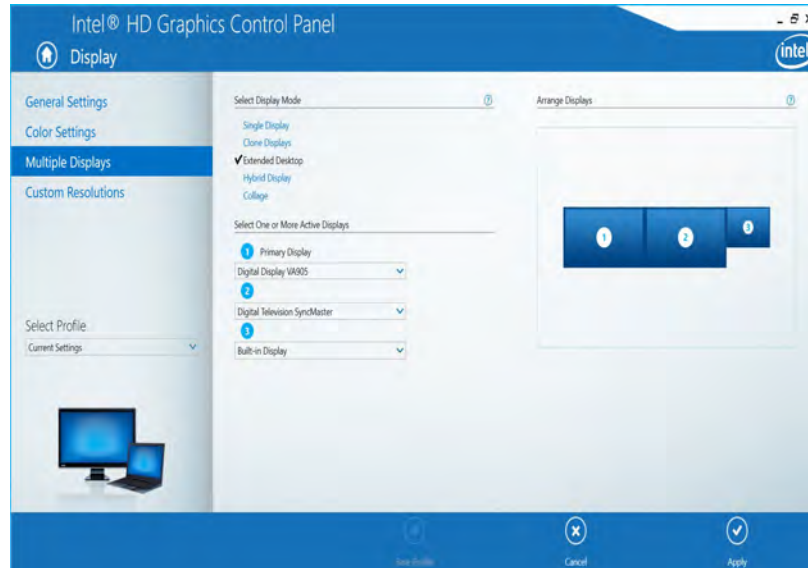 Intel® HD Graphics Control Panel
Display
intel
General Settings
Color Settings
Multiple Displays
Custom Resolutions
Select Profile
Current Settings
Select Display Mode
?
Single Display
Clone Displays
Extended Desktop
Hybrid Display
Collage
Select One or More Active Displays
1 Primary Display
Digital Display VA905
2
Digital Television SyncMaster
3
Built-in Display
Arrange Displays
?
1 2 3
Save Profile
Cancel
Apply